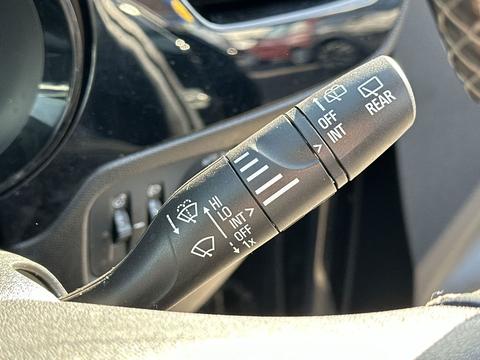 HI
LO
INT
OFF
1x
OFF
INT
REAR